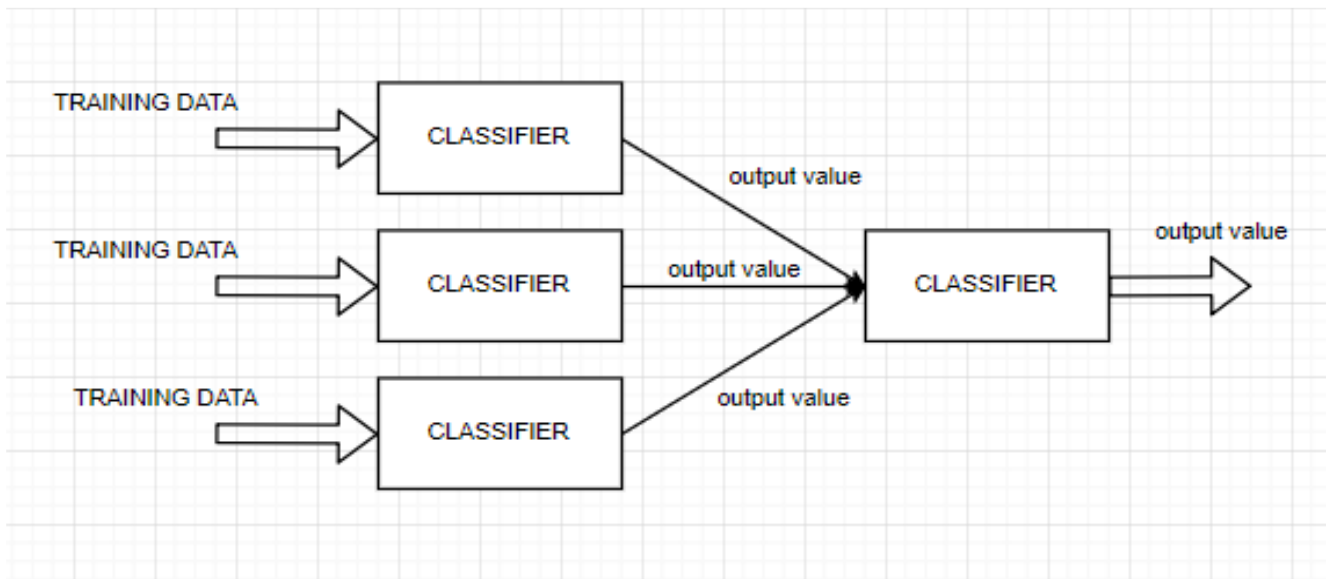 TRAINING DATA
CLASSIFIER
output value
TRAINING DATA
CLASSIFIER
output value
CLASSIFIER
output value
TRAINING DATA
CLASSIFIER
output value